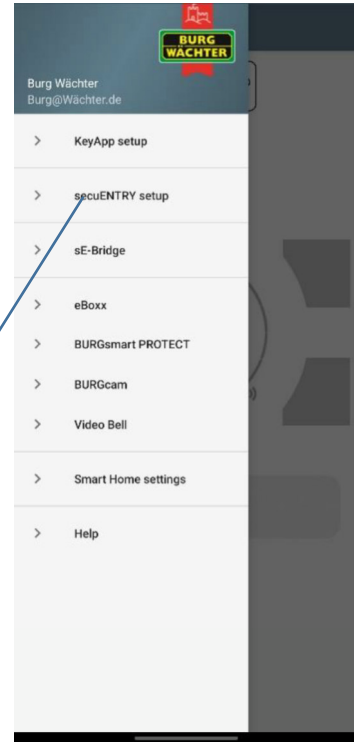 BURG
WÄCHTER
Burg Wächter
Burg@Wächter.de
KeyApp setup
secuENTRY setup
sE-Bridge
eBoxx
BURGsmart PROTECT
BURGcam
Video Bell
Smart Home settings
Help